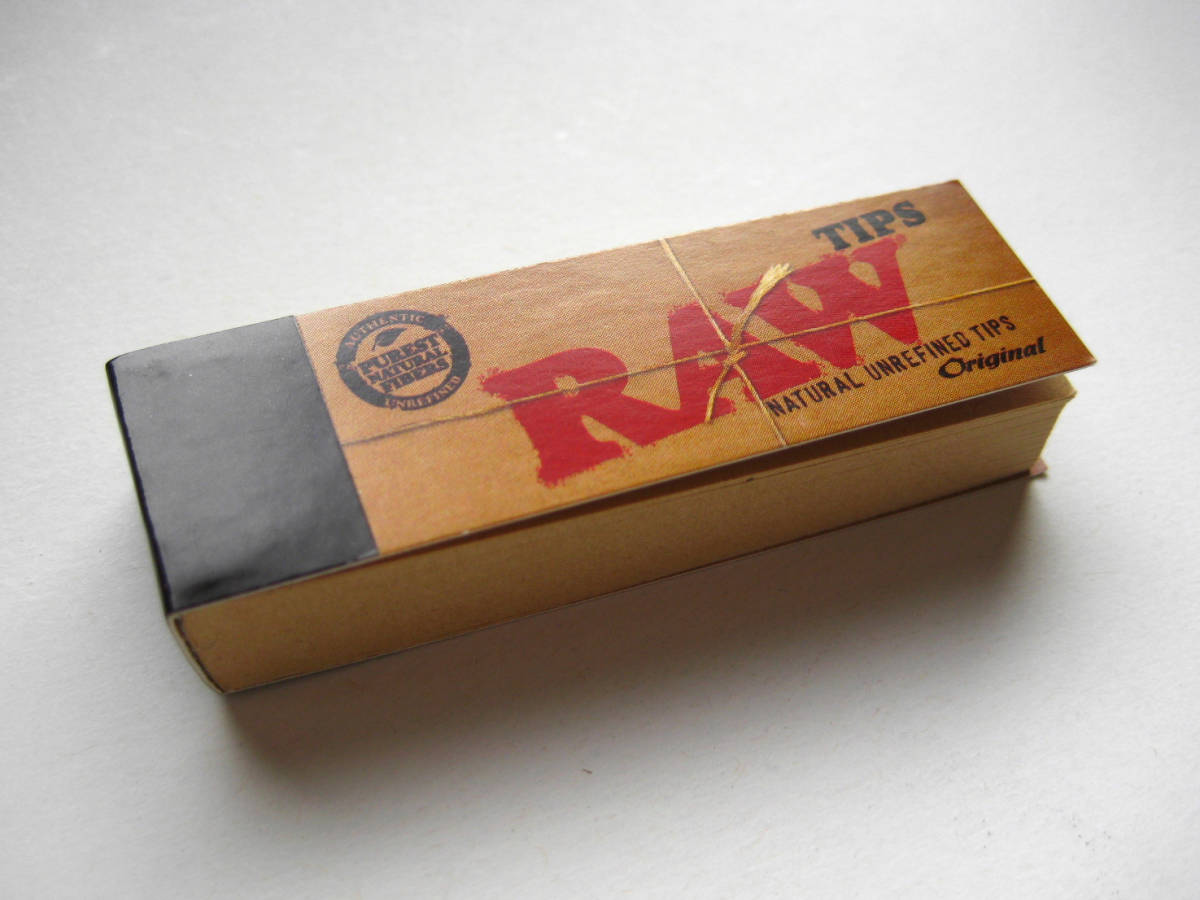 TIPS
RAW
NATURAL UNREFINED TIPS
Original
AUTHENTIC
PUREST
NATURAL
FIBERS
UNREFINED